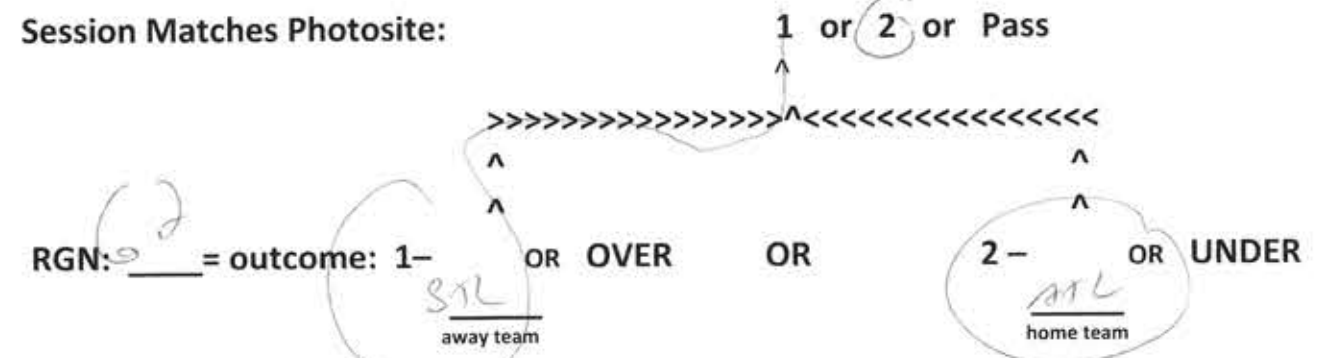 Session Matches Photosite: 1 or 2 or Pass
^
>>>>>>>>>>>>>>>>^<<<<<<<<<<<<<<<<
^ ^
^ ^
RGN: ____= outcome: 1– STL OR OVER OR 2 – ATL OR UNDER
away team home team